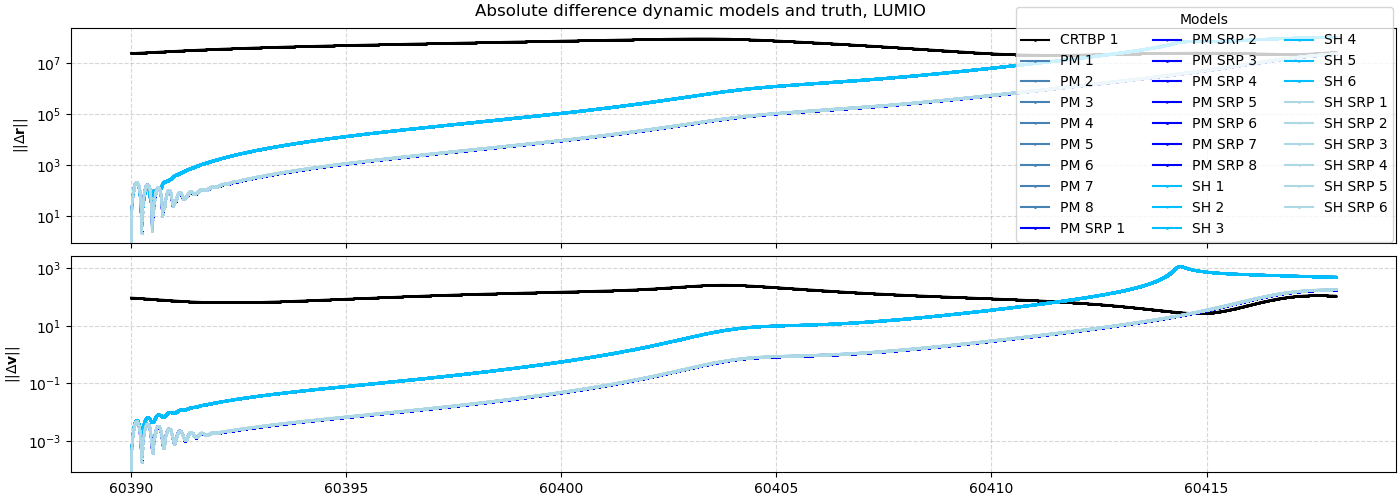 Absolute difference dynamic models and truth, LUMIO
||Δr||
10⁷
10⁵
10³
10¹
Models
CRTBP 1
PM 1
PM 2
PM 3
PM 4
PM 5
PM 6
PM 7
PM 8
PM SRP 1
PM SRP 2
PM SRP 3
PM SRP 4
PM SRP 5
PM SRP 6
PM SRP 7
PM SRP 8
SH 1
SH 2
SH 3
SH 4
SH 5
SH 6
SH SRP 1
SH SRP 2
SH SRP 3
SH SRP 4
SH SRP 5
SH SRP 6
||Δv||
10³
10¹
10⁻¹
10⁻³
60390 60395 60400 60405 60410 60415